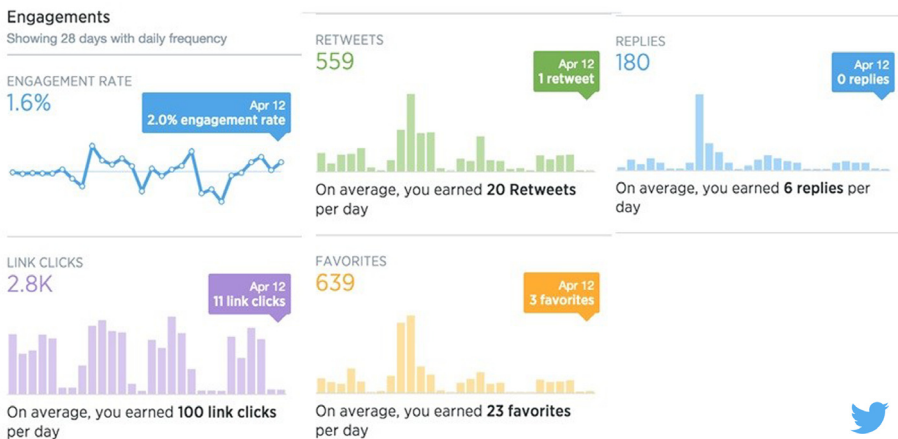 Engagements
Showing 28 days with daily frequency
ENGAGEMENT RATE
1.6%
Apr 12
2.0% engagement rate
RETWEETS
559
Apr 12
1 retweet
On average, you earned 20 Retweets
per day
REPLIES
180
Apr 12
0 replies
On average, you earned 6 replies per
day
LINK CLICKS
2.8K
Apr 12
11 link clicks
On average, you earned 100 link clicks
per day
FAVORITES
639
Apr 12
3 favorites
On average, you earned 23 favorites
per day